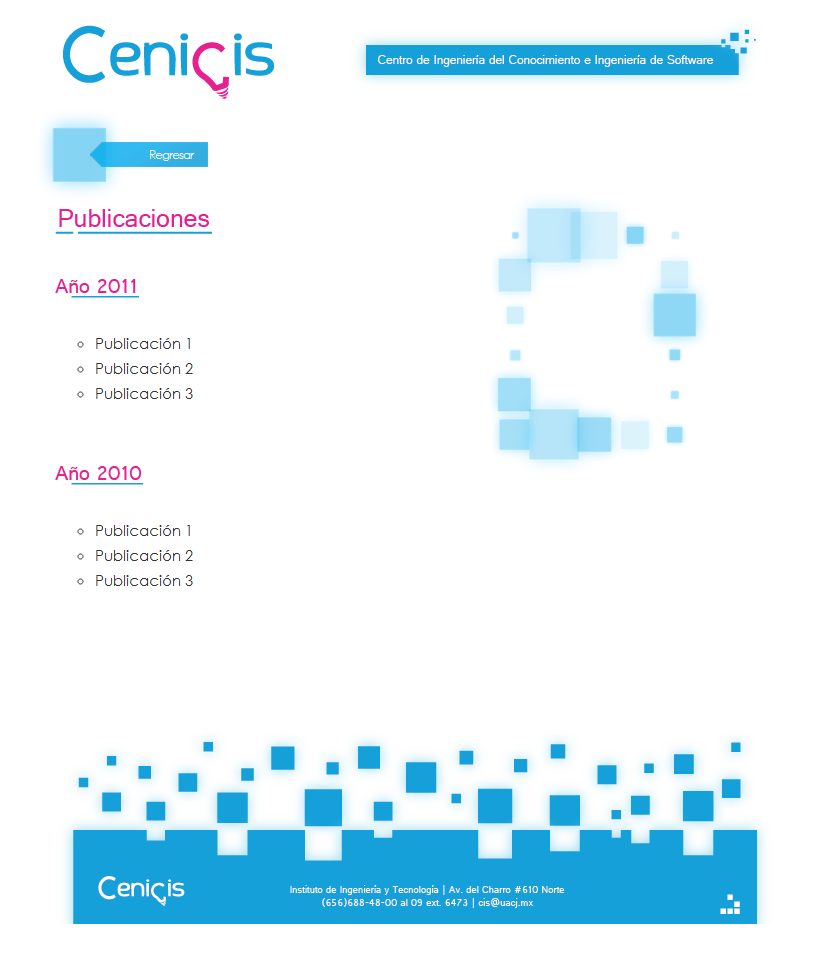 Cenicis
Centro de Ingeniería del Conocimiento e Ingeniería de Software
Regresar
Publicaciones
Año 2011
Publicación 1
Publicación 2
Publicación 3
Año 2010
Publicación 1
Publicación 2
Publicación 3
Cenicis
Instituto de Ingeniería y Tecnología | Av. del Charro #610 Norte
(656)688-48-00 al 09 ext. 6473 | cis@uacj.mx